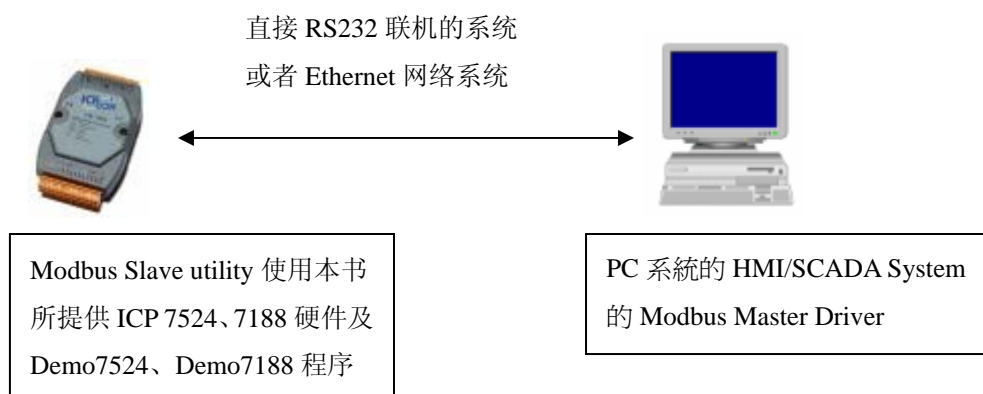 直接 RS232 联机的系统
或者 Ethernet 网络系统
Modbus Slave utility 使用本书
所提供 ICP 7524、7188 硬件及
Demo7524、Demo7188 程序
PC 系統的 HMI/SCADA System
的 Modbus Master Driver